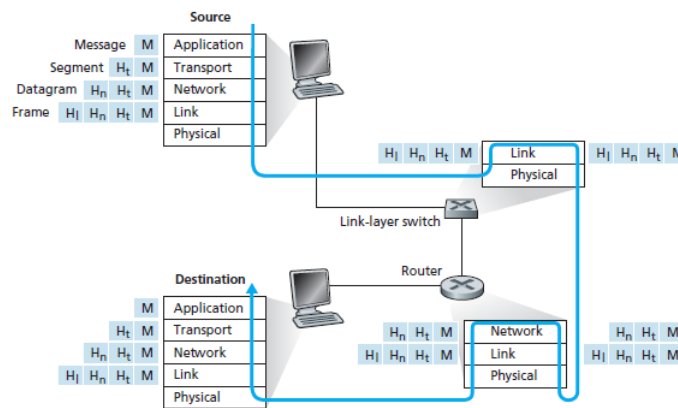 Source
Message M Application
Segment Ht M Transport
Datagram Hn Ht M Network
Frame Hl Hn Ht M Link
Physical
Hl Hn Ht M Link Hl Hn Ht M
Physical
Link-layer switch
Router
Destination
M Application
Ht M Transport
Hn Ht M Network
Hl Hn Ht M Link
Physical
Hn Ht M Network Hn Ht M
Hl Hn Ht M Link Hl Hn Ht M
Physical